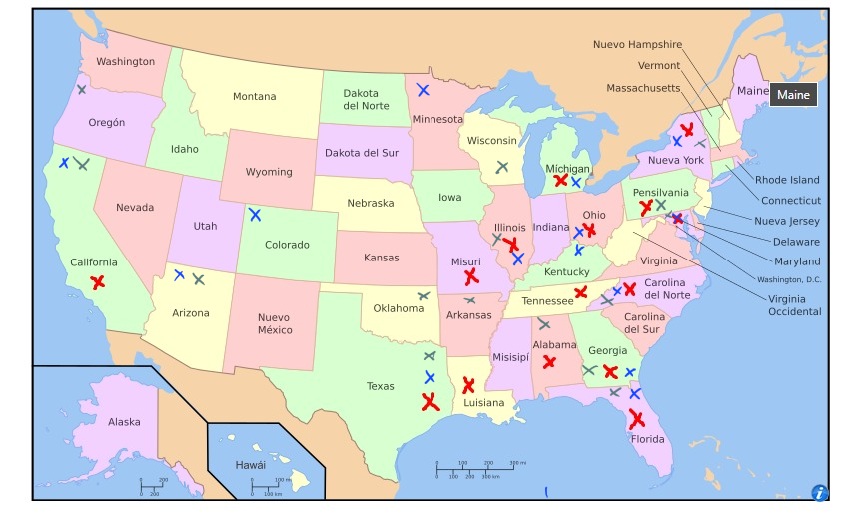 Nuevo Hampshire
Vermont
Massachusetts
Washington
Maine
Maine
Montana
Dakota
del Norte
Minnesota
Oregón
Idaho
Wisconsin
Dakota del Sur
Michigan
Nueva York
Wyoming
Rhode Island
Connecticut
Nebraska
Iowa
Pensilvania
Nevada
Nueva Jersey
Utah
Illinois
Indiana
Ohio
Colorado
Delaware
California
Kansas
Misuri
Virginia
Maryland
Kentucky
Washington, D.C.
Carolina
del Norte
Virginia
Occidental
Tennessee
Oklahoma
Arizona
Nuevo
México
Arkansas
Carolina
del Sur
Alabama
Georgia
Misisipí
Texas
Luisiana
Alaska
Florida
Hawái
0 100 200 300 mi
0 100 200 300 km
0 200
0 200
0 100 mi
0 100 km
i